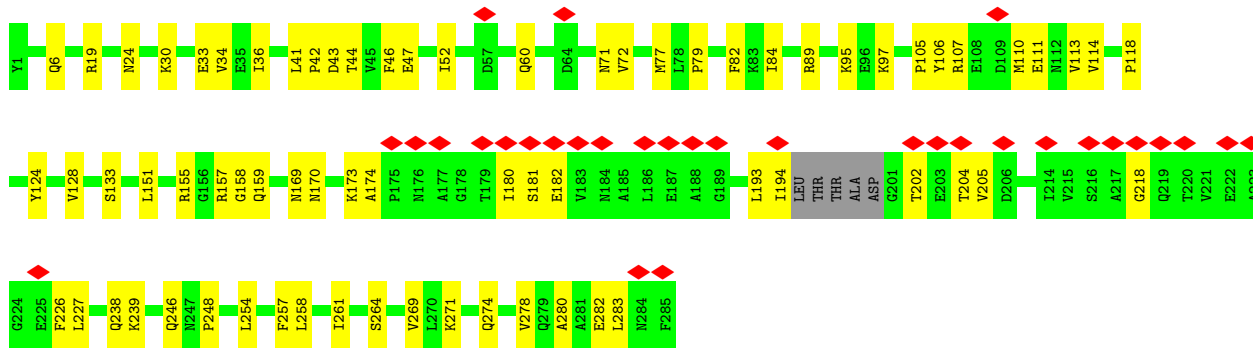 Y1 Q6 R19 N24 K30 E33 V34 E35 I36 L41 P42 D43 T44 V45 F46 E47 I52 D57 Q60 D64 N71 V72 M77 L78 P79 F82 K83 I84 R89 K95 E96 K97 P105 Y106 R107 E108 D109 M110 E111 N112 V113 V114 P118
Y124 V128 S133 L151 R155 G156 R157 G158 Q159 N169 N170 K173 A174 P175 N176 A177 G178 T179 I180 S181 E182 V183 N184 A185 L186 E187 A188 G189 L193 I194 LEU THR THR ALA ASP G201 T202 E203 T204 V205 D206 I214 V215 S216 A217 G218 Q219 T220 V221 E222
G224 E225 F226 L227 Q238 K239 Q246 N247 P248 L254 F257 L258 I261 S264 V269 L270 K271 Q274 V278 Q279 A280 A281 E282 L283 N284 F285